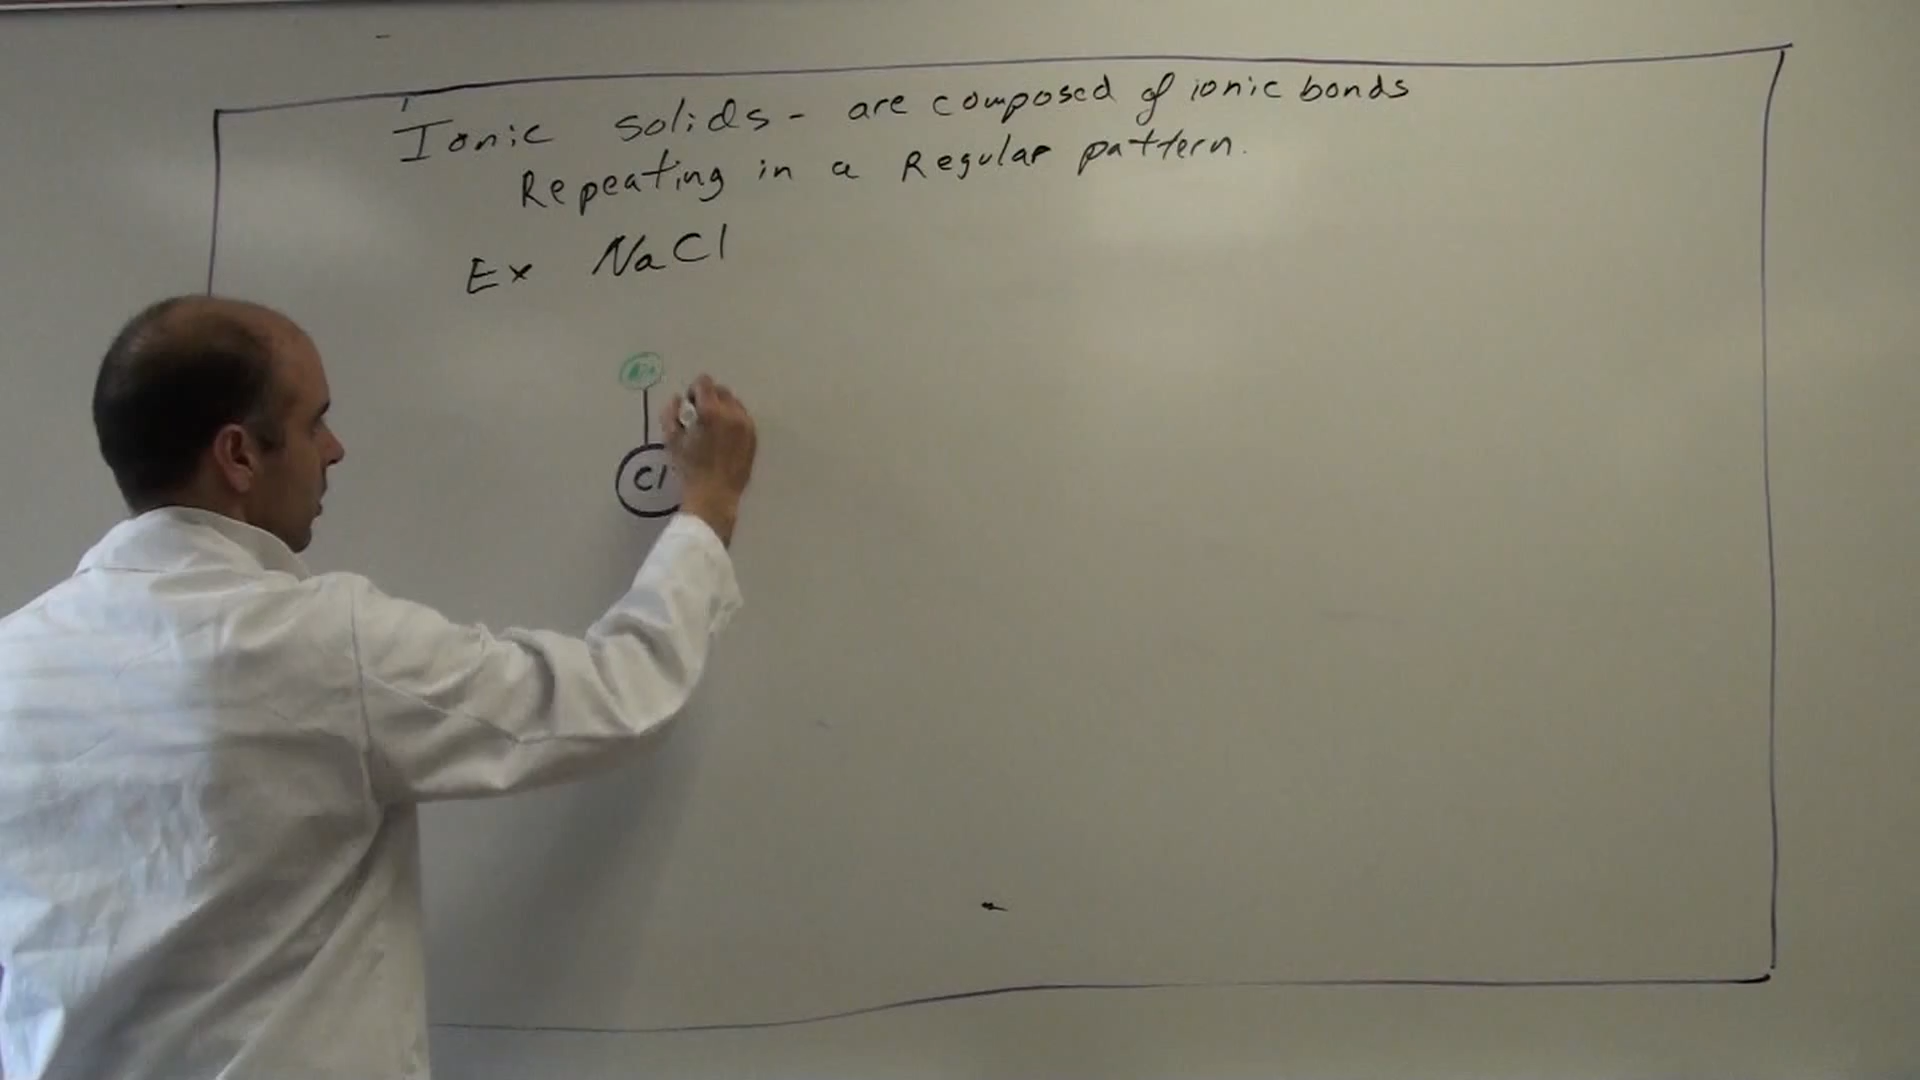 Ionic solids - are composed of ionic bonds
Repeating in a Regular pattern.
Ex NaCl
Cl